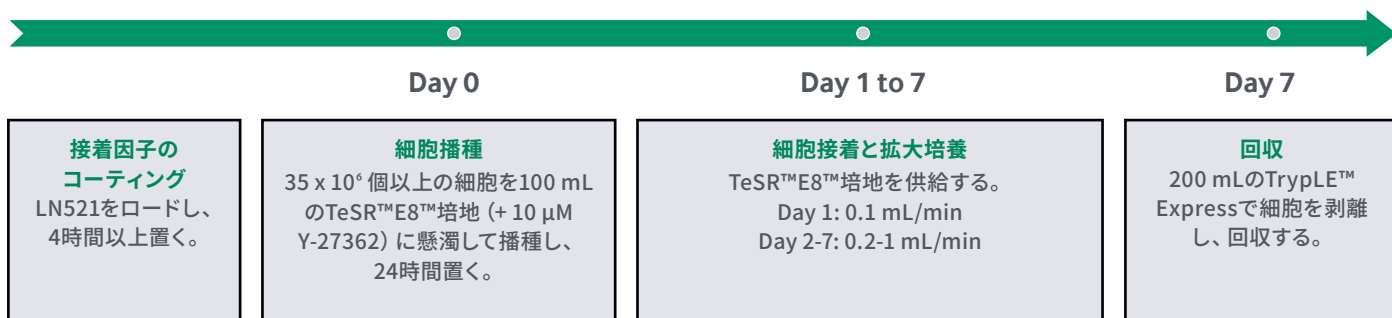 Day 0
Day 1 to 7
Day 7
接着因子の
コーティング
LN521をロードし、
4時間以上置く。
細胞播種
35 x 10⁶ 個以上の細胞を100 mL
のTeSR™E8™培地 (+ 10 μM
Y-27362) に懸濁して播種し、
24時間置く。
細胞接着と拡大培養
TeSR™E8™培地を供給する。
Day 1: 0.1 mL/min
Day 2-7: 0.2-1 mL/min
回収
200 mLのTrypLE™
Expressで細胞を剥離
し、回収する。